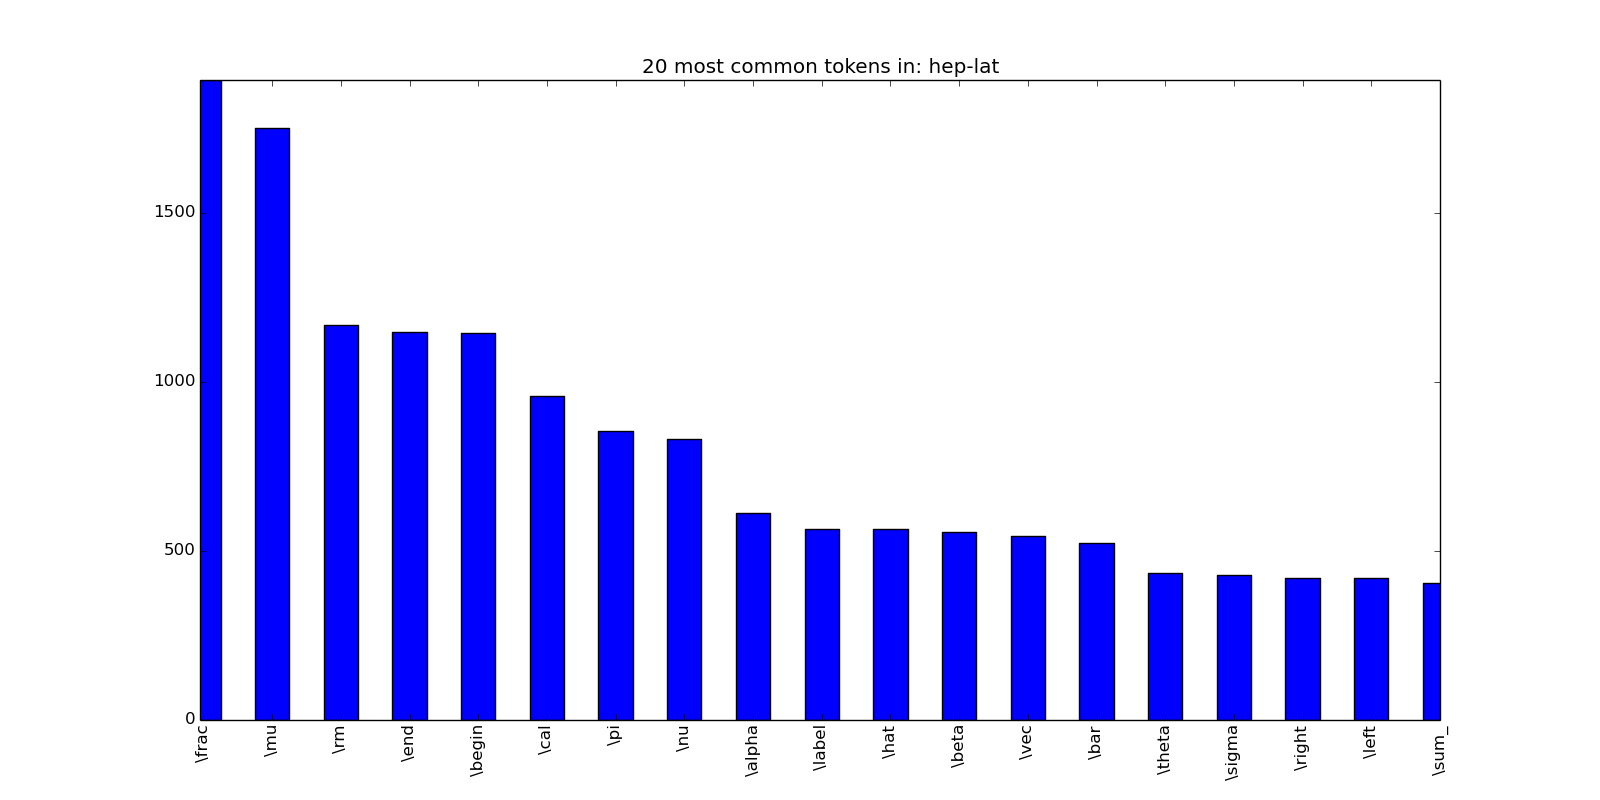 20 most common tokens in: hep-lat
1500
1000
500
0
\frac
\mu
\rm
\end
\begin
\cal
\pi
\nu
\alpha
\label
\hat
\beta
\vec
\bar
\theta
\sigma
\right
\left
\sum_